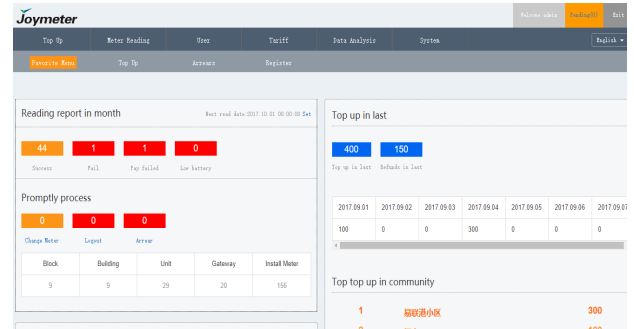 Joymeter
Welcome admin Pending(0) Exit
Top Up Meter Reading User Tariff Data Analysis System English
Favorite Menu Top Up Arrears Register
Reading report in month Next read date:2017.10.01 00:00:00 Set
44 1 1 0
Success Fail Pay failed Low battery
Promptly process
0 0 0
Change Meter Logout Arrear
Block Building Unit Gateway Install Meter
9 9 29 20 156
Top up in last
400 150
Top up in last Refunds in last
2017.09.01 2017.09.02 2017.09.03 2017.09.04 2017.09.05 2017.09.06 2017.09.07
100 0 0 300 0 0 0
Top top up in community
1 易联港小区 300